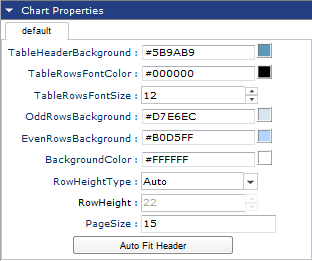 Chart Properties
default
TableHeaderBackground : #5B9AB9
TableRowsFontColor : #000000
TableRowsFontSize : 12
OddRowsBackground : #D7E6EC
EvenRowsBackground : #B0D5FF
BackgroundColor : #FFFFFF
RowHeightType : Auto
RowHeight : 22
PageSize : 15
Auto Fit Header